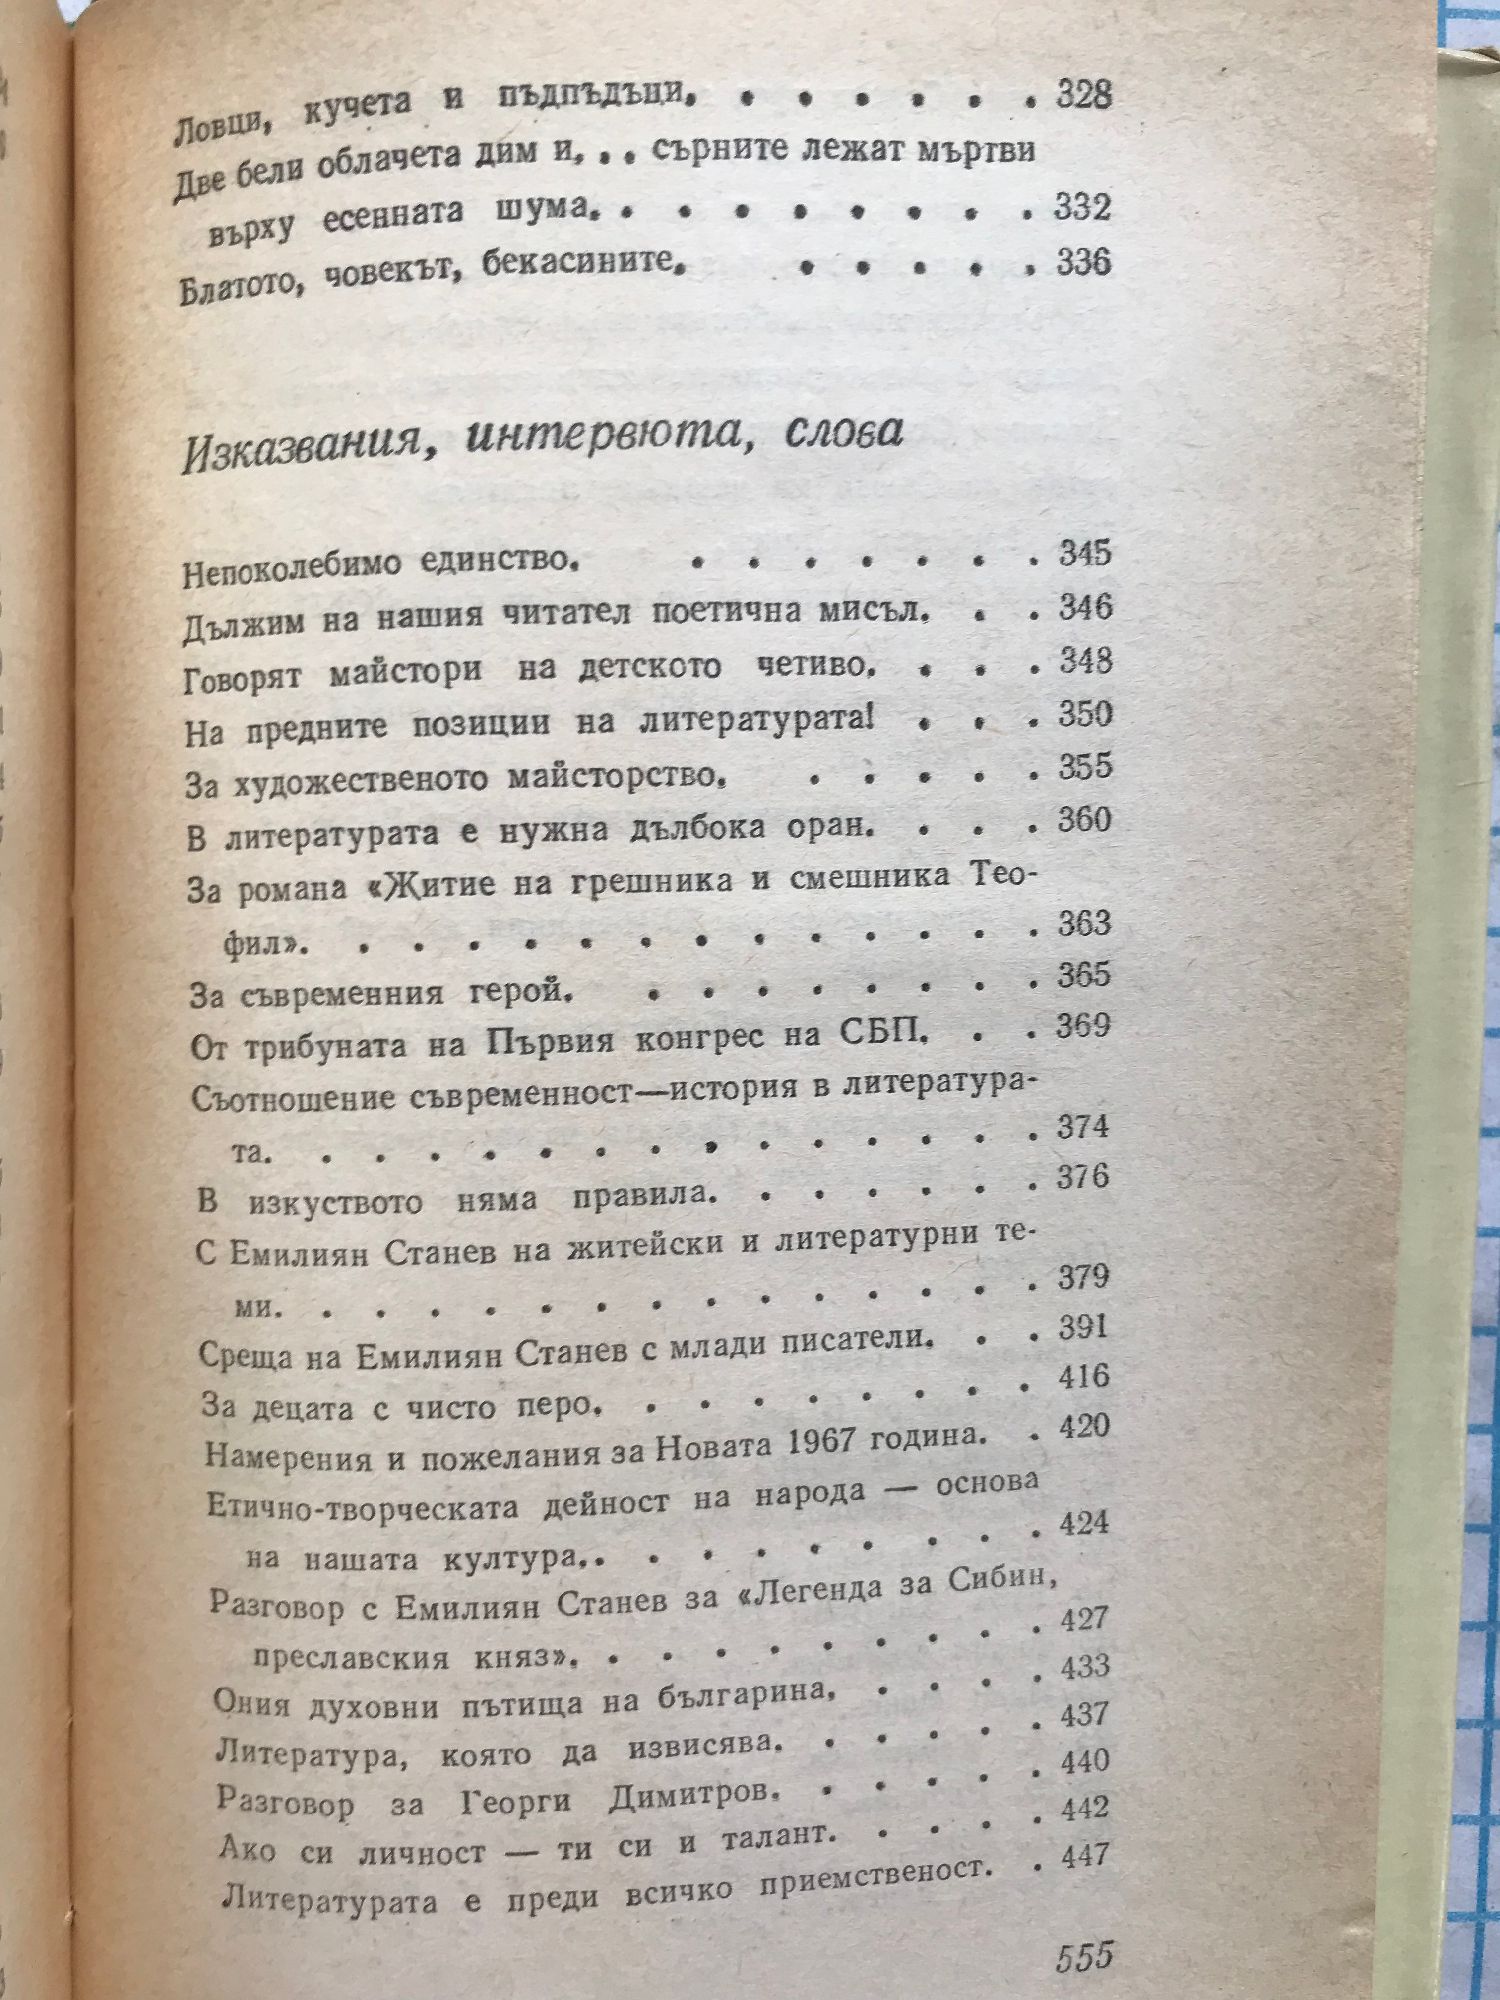 Ловци, кучета и пъдпъдъци. . . . . . . 328
Две бели облачета дим и. . . сърните лежат мъртви
върху есенната шума. . . . . . . . . 332
Блатото, човекът, бекасините. . . . . . 336
Изказвания, интервюта, слова
Непоколебимо единство. . . . . . . . 345
Дължим на нашия читател поетична мисъл. . . 346
Говорят майстори на детското четиво. . . . 348
На предните позиции на литературата! . . . 350
За художественото майсторство. . . . . . 355
В литературата е нужна дълбока оран. . . . 360
За романа «Житие на грешника и смешника Тео-
фил». . . . . . . . . . . . . . 363
За съвременния герой. . . . . . . . . 365
От трибуната на Първия конгрес на СБП. . . 369
Съотношение съвременност—история в литература-
та. . . . . . . . . . . . . . . 374
В изкуството няма правила. . . . . . . 376
С Емилиян Станев на житейски и литературни те-
ми. . . . . . . . . . . . . . . 379
Среща на Емилиян Станев с млади писатели. . . 391
За децата с чисто перо. . . . . . . . . 416
Намерения и пожелания за Новата 1967 година. . 420
Етично-творческата дейност на народа — основа
на нашата култура. . . . . . . . . . 424
Разговор с Емилиян Станев за «Легенда за Сибин,
преславския княз». . . . . . . . . . 427
Ония духовни пътища на българина. . . . . 433
Литература, която да извисява. . . . . . 437
Разговор за Георги Димитров. . . . . . 440
Ако си личност — ти си и талант. . . . . 442
Литературата е преди всичко приемственост. . 447
555